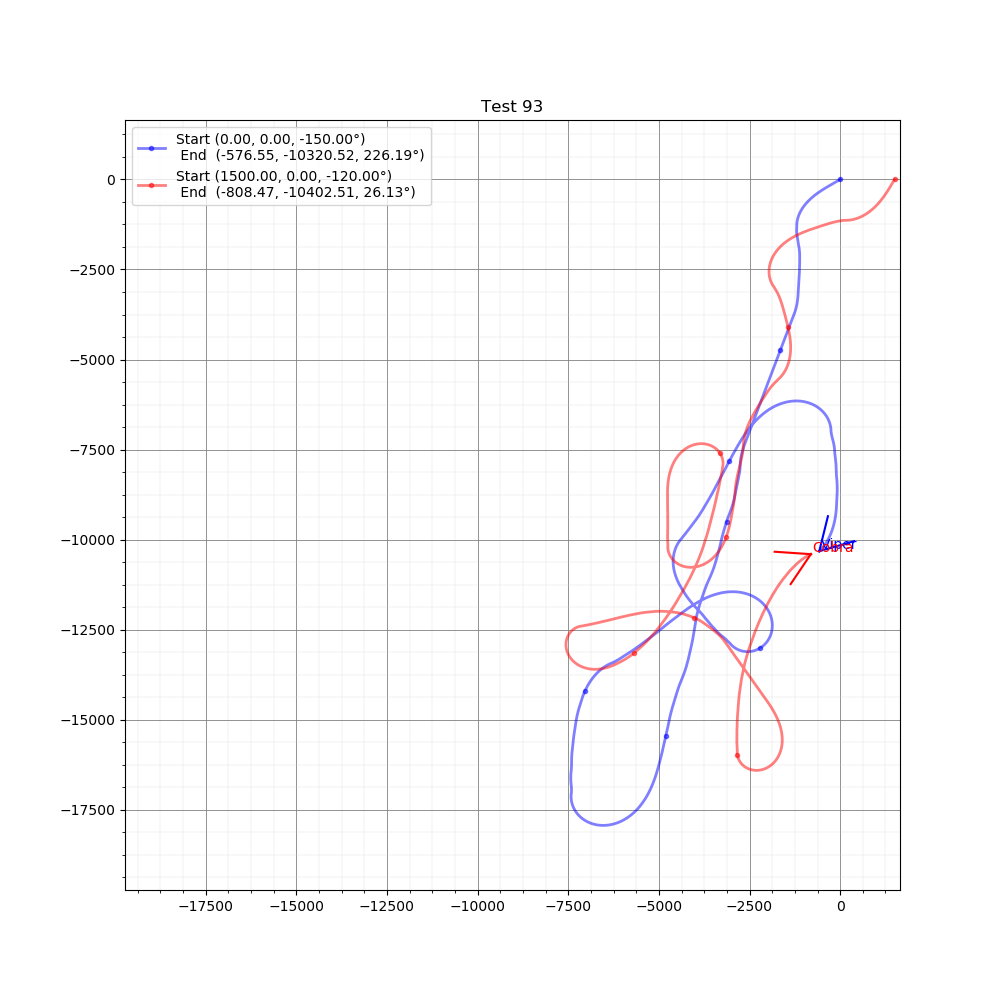 Test 93
Start (0.00, 0.00, -150.00°)
End (-576.55, -10320.52, 226.19°)
Start (1500.00, 0.00, -120.00°)
End (-808.47, -10402.51, 26.13°)
0
−2500
−5000
−7500
−10000
−12500
−15000
−17500
−17500 −15000 −12500 −10000 −7500 −5000 −2500 0